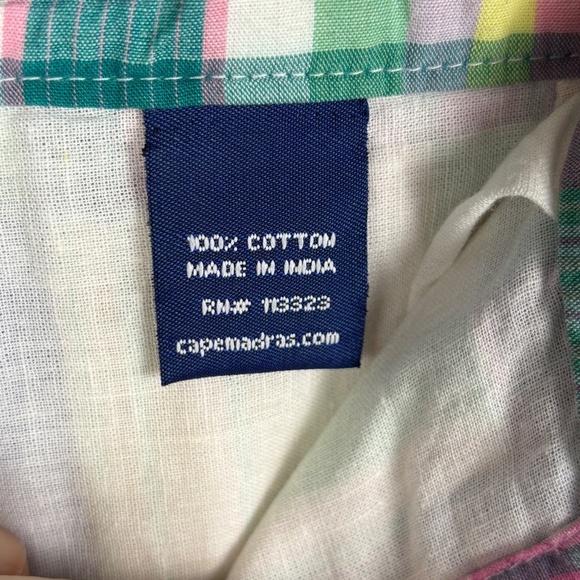 100% COTTON
MADE IN INDIA
RN# 113323
capemadras.com